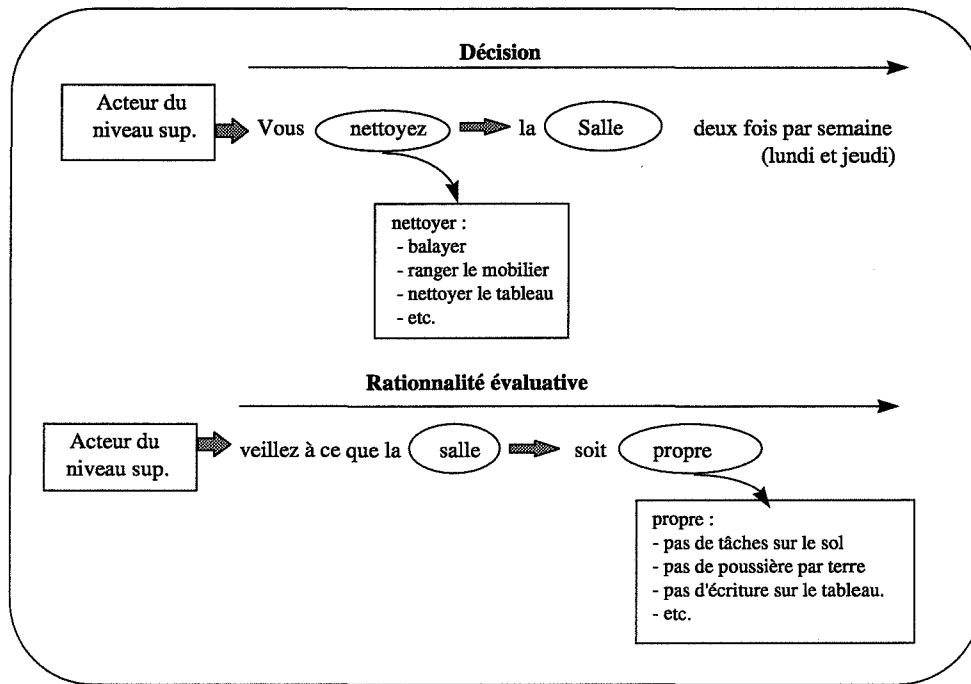 Décision
Acteur du
niveau sup.
Vous nettoyez la Salle deux fois par semaine
(lundi et jeudi)
nettoyer :
- balayer
- ranger le mobilier
- nettoyer le tableau
- etc.
Rationnalité évaluative
Acteur du
niveau sup.
veillez à ce que la salle soit propre
propre :
- pas de tâches sur le sol
- pas de poussière par terre
- pas d'écriture sur le tableau.
- etc.